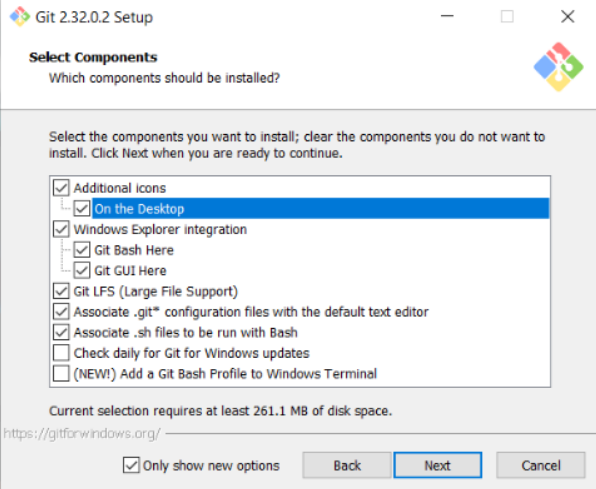 Git 2.32.0.2 Setup
Select Components
Which components should be installed?
Select the components you want to install; clear the components you do not want to
install. Click Next when you are ready to continue.
Additional icons
On the Desktop
Windows Explorer integration
Git Bash Here
Git GUI Here
Git LFS (Large File Support)
Associate .git* configuration files with the default text editor
Associate .sh files to be run with Bash
Check daily for Git for Windows updates
(NEW!) Add a Git Bash Profile to Windows Terminal
Current selection requires at least 261.1 MB of disk space.
https://gitforwindows.org/
Only show new options Back Next Cancel